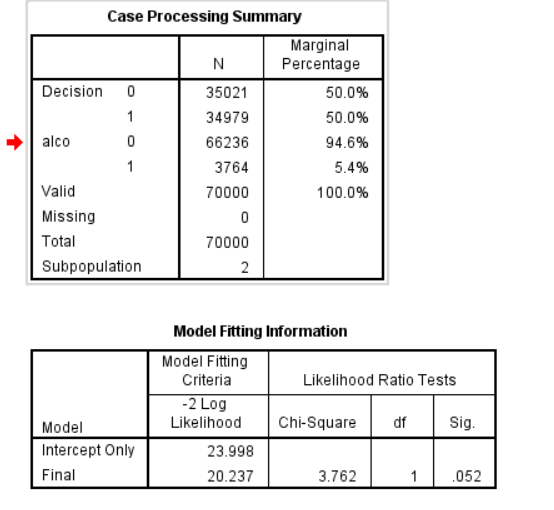 Case Processing Summary
N Marginal Percentage
Decision 0 35021 50.0%
1 34979 50.0%
alco 0 66236 94.6%
1 3764 5.4%
Valid 70000 100.0%
Missing 0
Total 70000
Subpopulation 2
Model Fitting Information
Model Model Fitting Criteria Likelihood Ratio Tests
-2 Log Likelihood Chi-Square df Sig.
Intercept Only 23.998
Final 20.237 3.762 1 .052